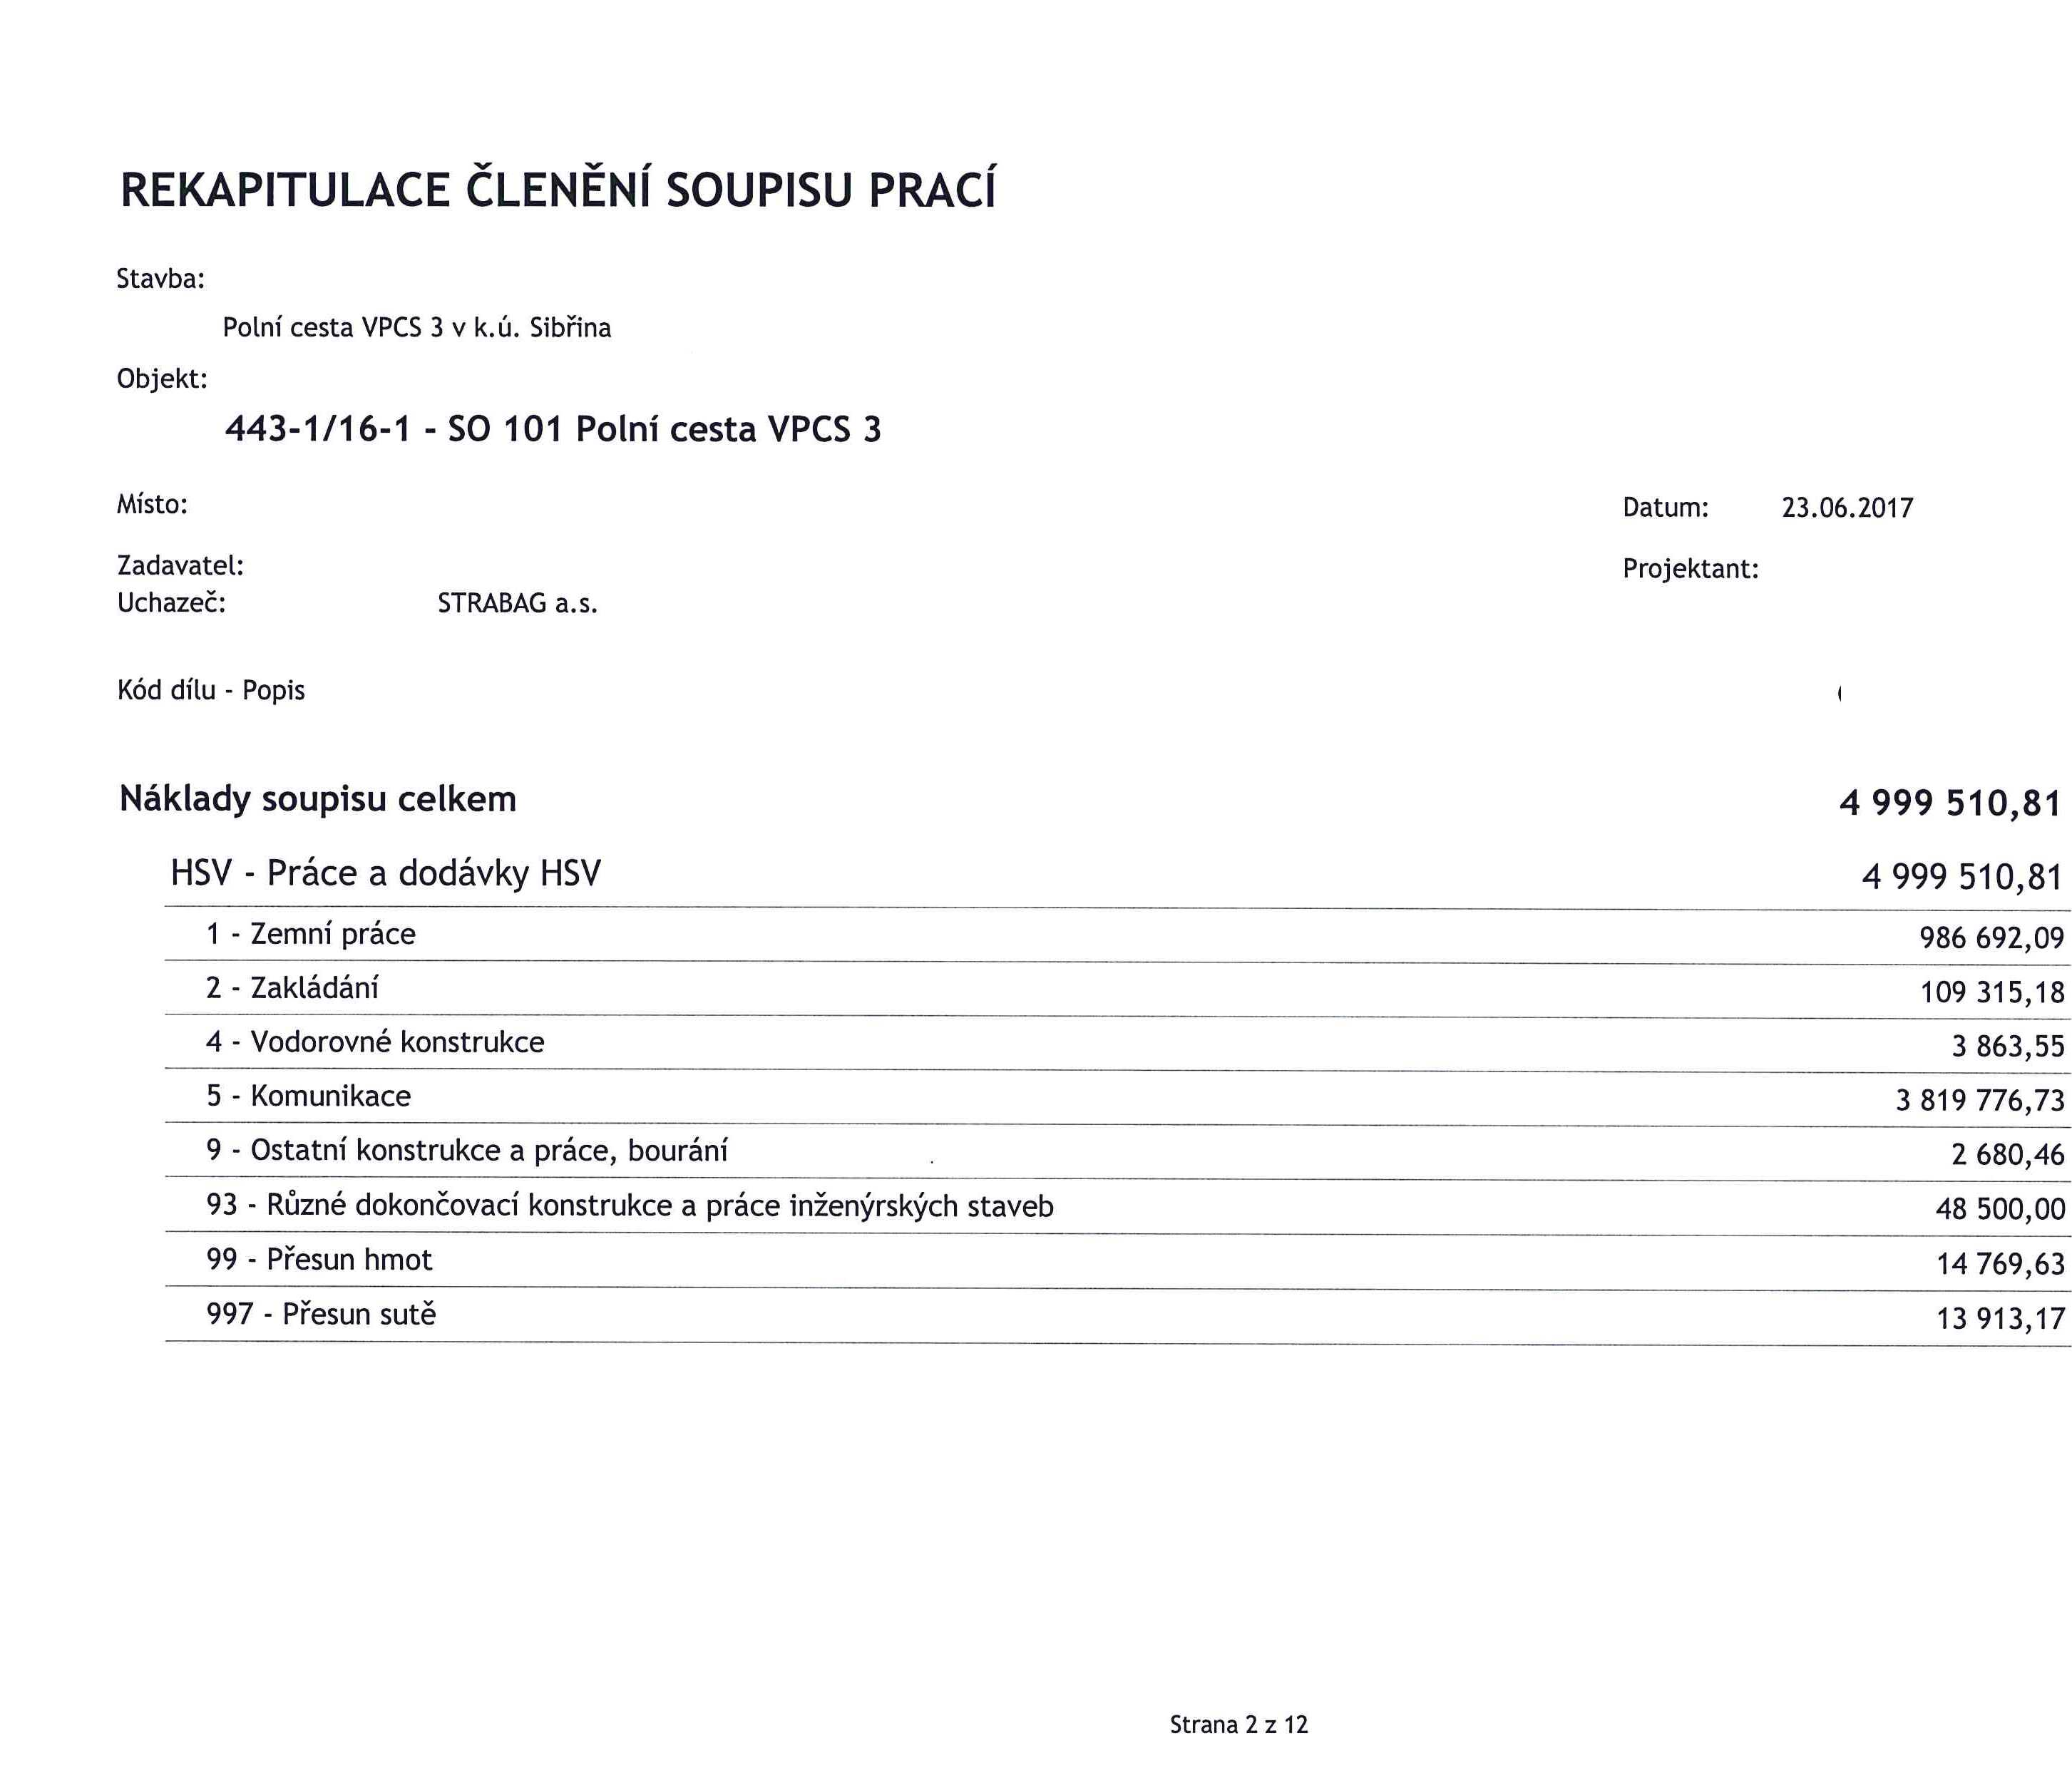 REKAPITULACE ČLENĚNÍ SOUPISU PRACÍ
Stavba:
Polní cesta VPCS 3 v k.ú. Sibřina
Objekt:
443-1/16-1 - SO 101 Polní cesta VPCS 3
Místo:
Datum: 23.06.2017
Zadavatel:
Projektant:
Uchazeč: STRABAG a.s.
Kód dílu - Popis
Náklady soupisu celkem 4 999 510,81
HSV - Práce a dodávky HSV 4 999 510,81
1 - Zemní práce 986 692,09
2 - Zakládání 109 315,18
4 - Vodorovné konstrukce 3 863,55
5 - Komunikace 3 819 776,73
9 - Ostatní konstrukce a práce, bourání 2 680,46
93 - Různé dokončovací konstrukce a práce inženýrských staveb 48 500,00
99 - Přesun hmot 14 769,63
997 - Přesun sutě 13 913,17
Strana 2 z 12